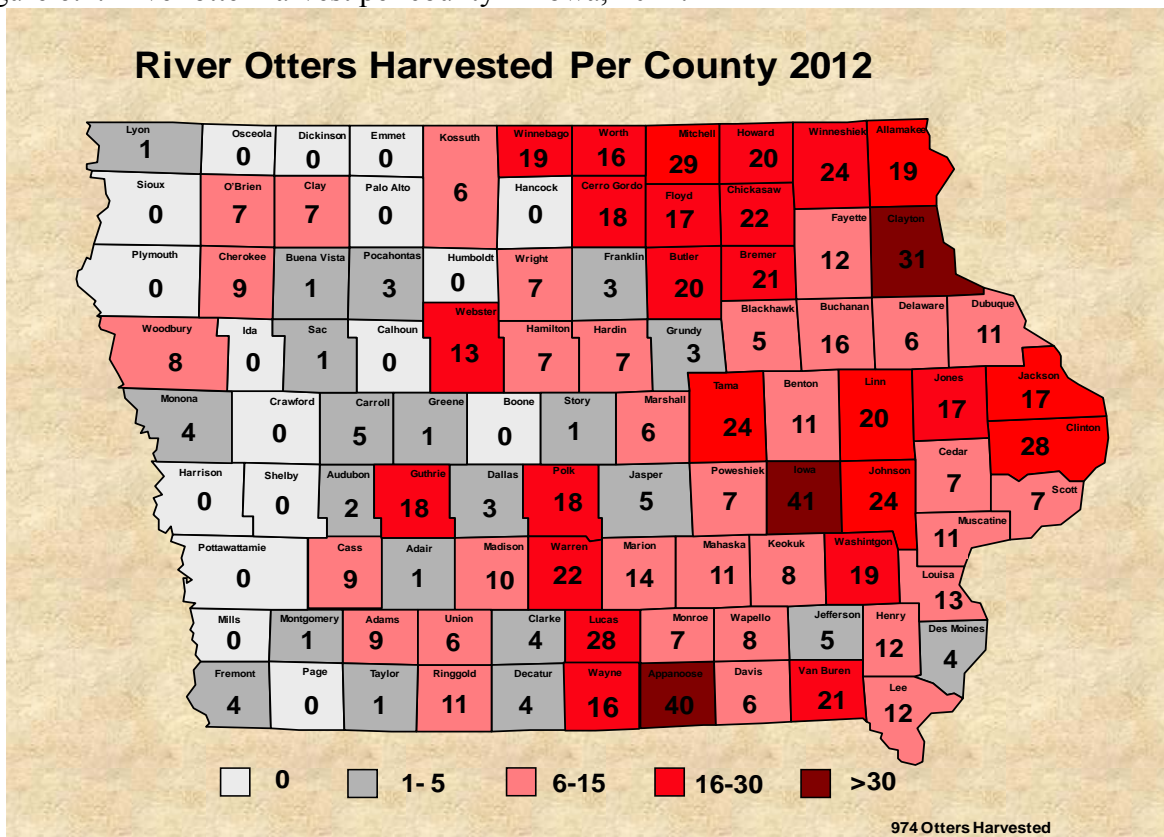 River otter harvest per county in Iowa,
River Otters Harvested Per County 2012
Lyon
1
Osceola
0
Dickinson
0
Emmet
0
Kossuth
6
Winnebago
19
Worth
16
Mitchell
29
Howard
20
Winneshiek
24
Allamakee
19
Sioux
0
O'Brien
7
Clay
7
Palo Alto
0
Hancock
0
Cerro Gordo
18
Floyd
17
Chickasaw
22
Fayette
12
Clayton
31
Plymouth
0
Cherokee
9
Buena Vista
1
Pocahontas
3
Humboldt
0
Wright
7
Franklin
3
Butler
20
Bremer
21
Woodbury
8
Ida
0
Sac
1
Calhoun
0
Webster
13
Hamilton
7
Hardin
7
Grundy
3
Blackhawk
5
Buchanan
16
Delaware
6
Dubuque
11
Monona
4
Crawford
0
Carroll
5
Greene
1
Boone
0
Story
1
Marshall
6
Tama
24
Benton
11
Linn
20
Jones
17
Jackson
17
Clinton
28
Harrison
0
Shelby
0
Audubon
2
Guthrie
18
Dallas
3
Polk
18
Jasper
5
Poweshiek
7
Iowa
41
Johnson
24
Cedar
7
Scott
7
Muscatine
11
Pottawattamie
0
Cass
9
Adair
1
Madison
10
Warren
22
Marion
14
Mahaska
11
Keokuk
8
Washintgon
19
Louisa
13
Mills
0
Montgomery
1
Adams
9
Union
6
Clarke
4
Lucas
28
Monroe
7
Wapello
8
Jefferson
5
Henry
12
Des Moines
4
Fremont
4
Page
0
Taylor
1
Ringgold
11
Decatur
4
Wayne
16
Appanoose
40
Davis
6
Van Buren
21
Lee
12
0
1- 5
6-15
16-30
>30
974 Otters Harvested